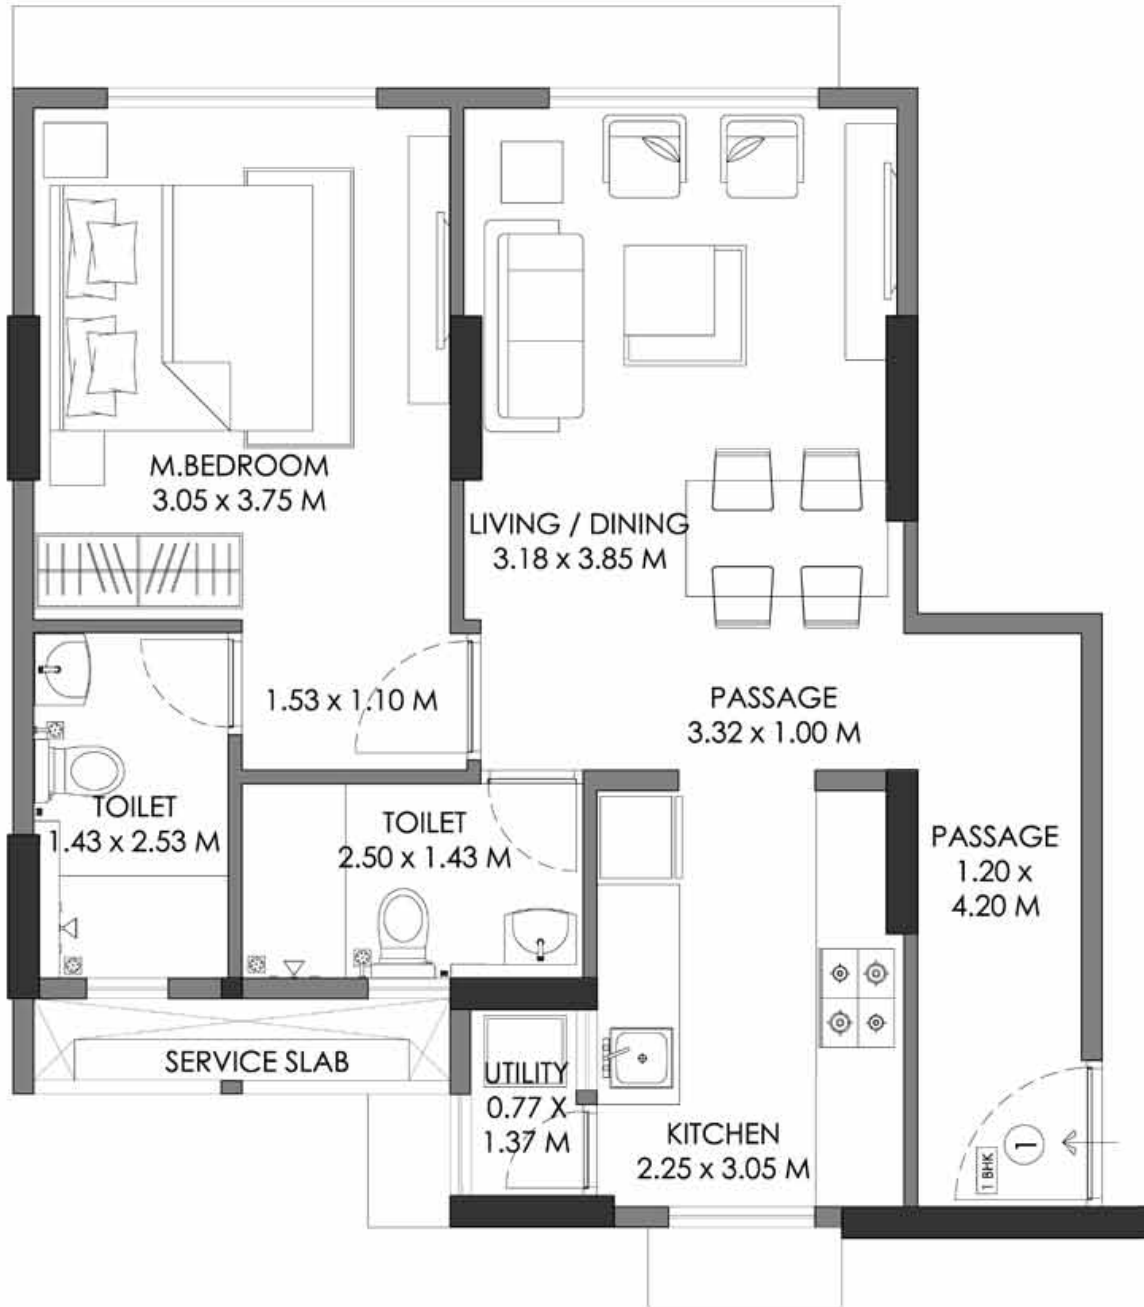 M.BEDROOM
3.05 x 3.75 M
LIVING / DINING
3.18 x 3.85 M
1.53 x 1.10 M
PASSAGE
3.32 x 1.00 M
TOILET
1.43 x 2.53 M
TOILET
2.50 x 1.43 M
PASSAGE
1.20 x
4.20 M
SERVICE SLAB
UTILITY
0.77 X
1.37 M
KITCHEN
2.25 x 3.05 M
1 BHK
1